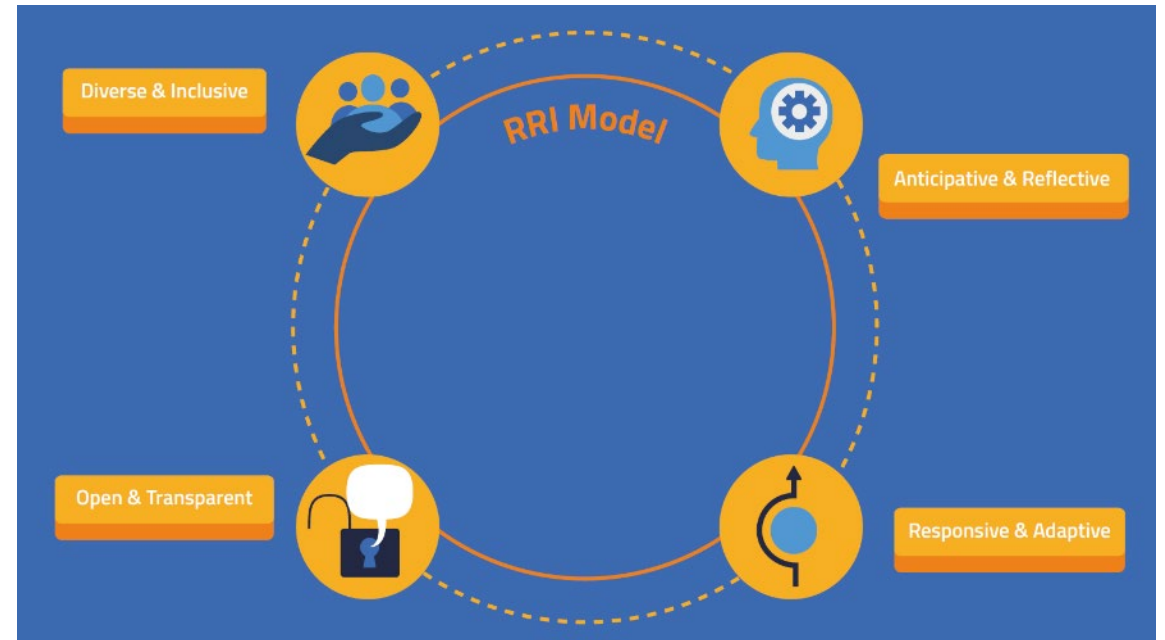 RRI Model
Diverse & Inclusive
Anticipative & Reflective
Open & Transparent
Responsive & Adaptive